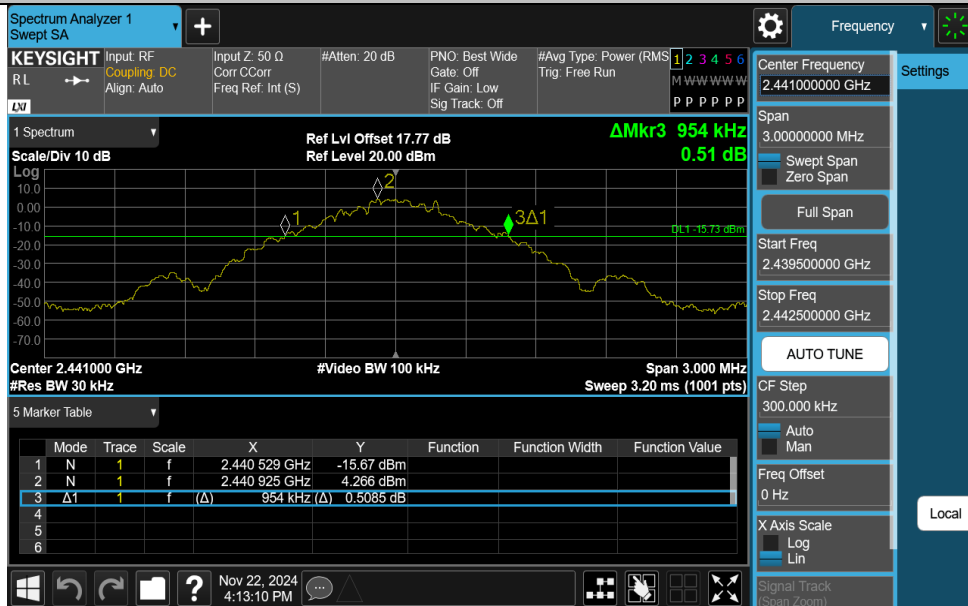 Spectrum Analyzer 1
Swept SA
+
Frequency
KEYSIGHT
RL
LXI
Input: RF
Coupling: DC
Align: Auto
Input Z: 50 Ω
Corr CCorr
Freq Ref: Int (S)
#Atten: 20 dB
PNO: Best Wide
Gate: Off
IF Gain: Low
Sig Track: Off
#Avg Type: Power (RMS
Trig: Free Run
1 2 3 4 5 6
M W W W W W
P P P P P P
Center Frequency
2.441000000 GHz
Settings
1 Spectrum
Scale/Div 10 dB
Ref Lvl Offset 17.77 dB
Ref Level 20.00 dBm
ΔMkr3 954 kHz
0.51 dB
Log
10.0
0.00
-10.0
-20.0
-30.0
-40.0
-50.0
-60.0
-70.0
1
2
3Δ1
DL1 -15.73 dBm
Center 2.441000 GHz
#Res BW 30 kHz
#Video BW 100 kHz
Span 3.000 MHz
Sweep 3.20 ms (1001 pts)
Span
3.00000000 MHz
Swept Span
Zero Span
Full Span
Start Freq
2.439500000 GHz
Stop Freq
2.442500000 GHz
AUTO TUNE
CF Step
300.000 kHz
Auto
Man
Freq Offset
0 Hz
X Axis Scale
Log
Lin
Signal Track
(Span Zoom)
Local
5 Marker Table
Mode Trace Scale X Y Function Function Width Function Value
1 N 1 f 2.440 529 GHz -15.67 dBm
2 N 1 f 2.440 925 GHz 4.266 dBm
3 Δ1 1 f (Δ) 954 kHz (Δ) 0.5085 dB
4
5
6
?
Nov 22, 2024
4:13:10 PM